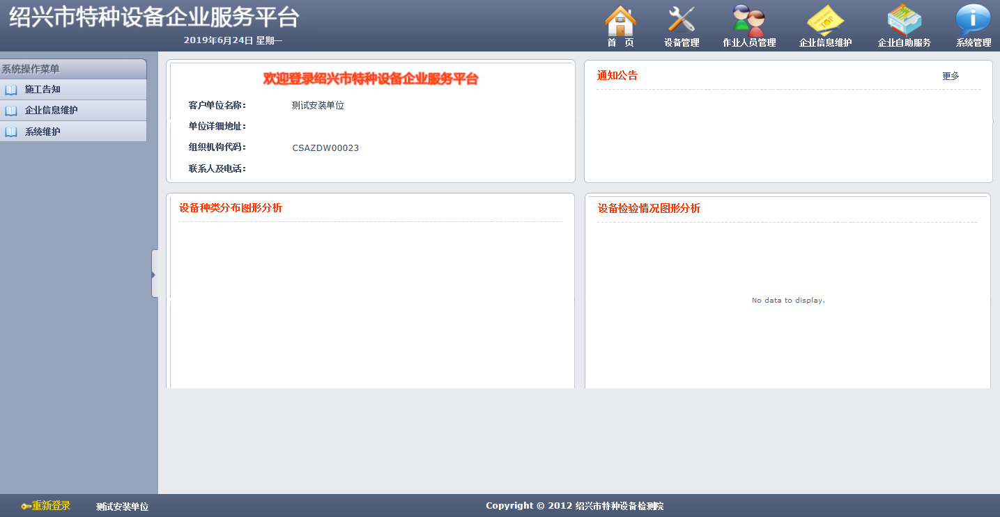 绍兴市特种设备企业服务平台
2019年6月24日 星期一
首 页
设备管理
作业人员管理
TOP
企业信息维护
企业自助服务
系统管理
系统操作菜单
施工告知
企业信息维护
系统维护
欢迎登录绍兴市特种设备企业服务平台
客户单位名称： 测试安装单位
单位详细地址：
组织机构代码： CSAZDW00023
联系人及电话：
通知公告 更多
设备种类分布图形分析
设备检验情况图形分析
No data to display.
重新登录 测试安装单位
Copyright © 2012 绍兴市特种设备检测院